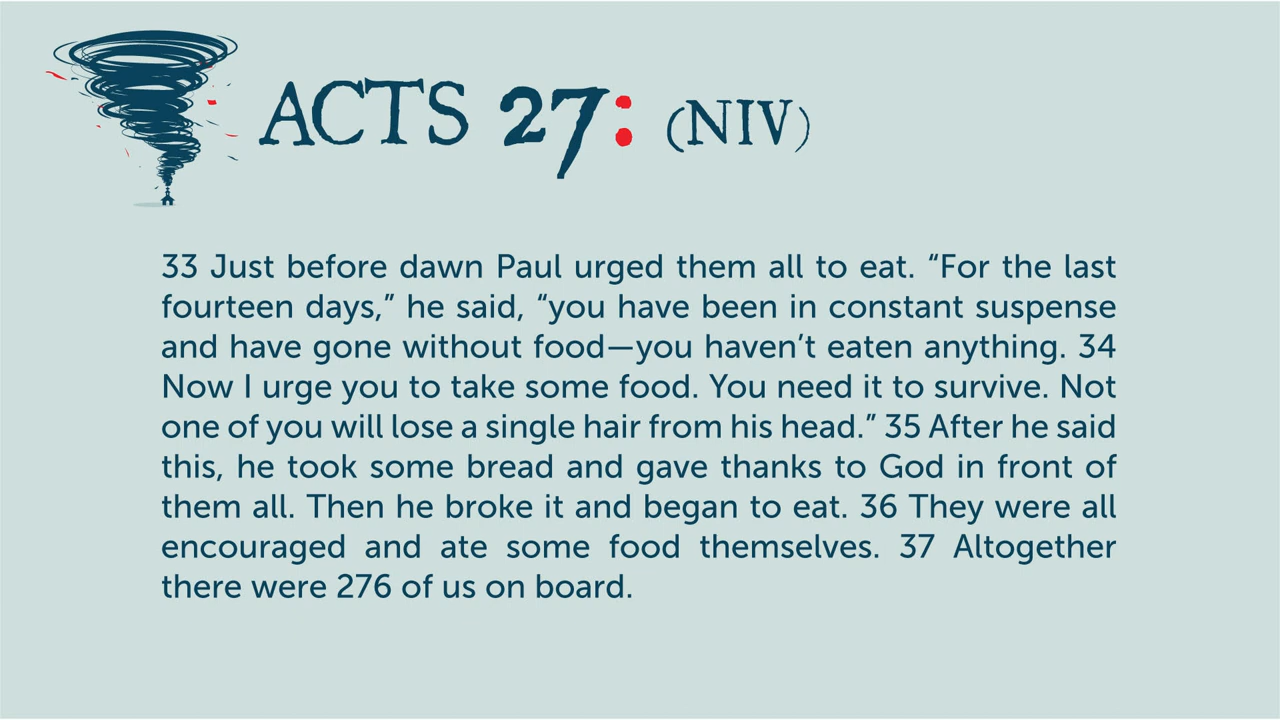 ACTS 27: (NIV)
33 Just before dawn Paul urged them all to eat. “For the last
fourteen days,” he said, “you have been in constant suspense
and have gone without food—you haven’t eaten anything. 34
Now I urge you to take some food. You need it to survive. Not
one of you will lose a single hair from his head.” 35 After he said
this, he took some bread and gave thanks to God in front of
them all. Then he broke it and began to eat. 36 They were all
encouraged and ate some food themselves. 37 Altogether
there were 276 of us on board.